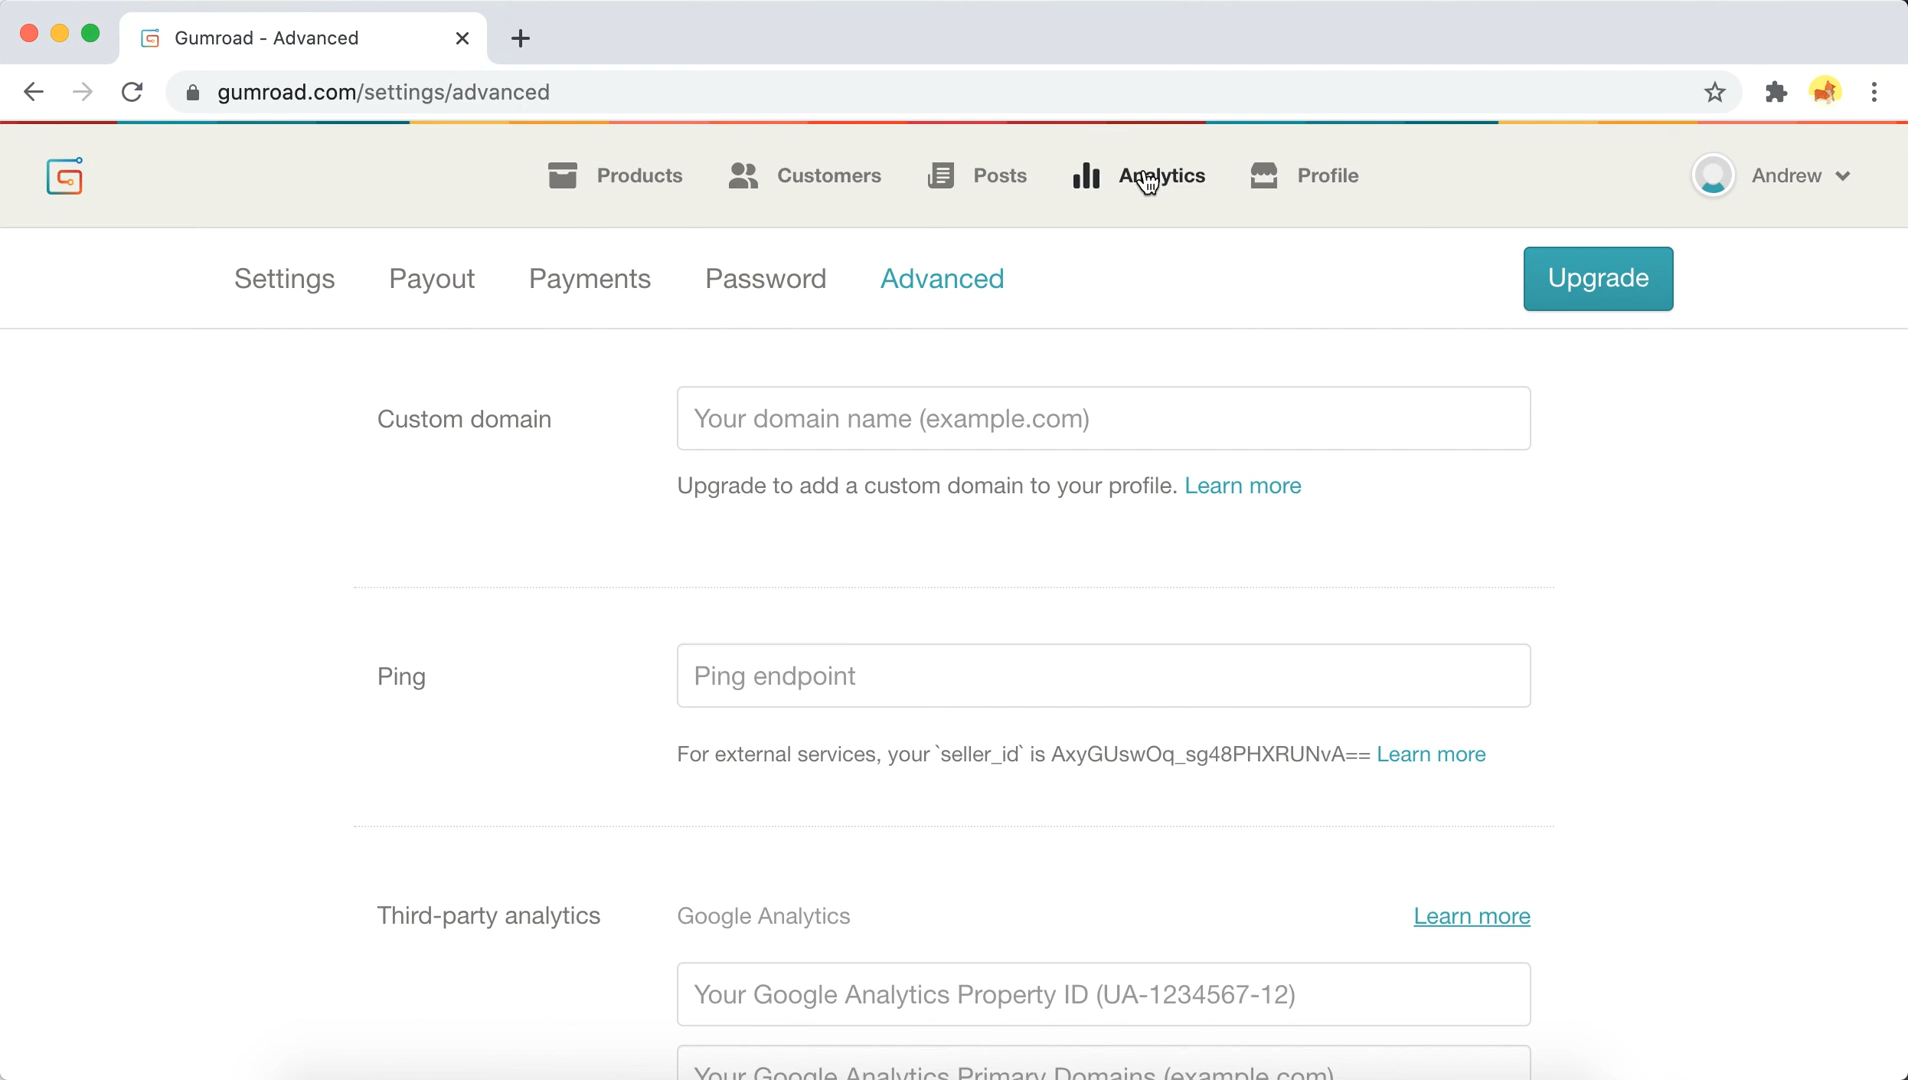 Gumroad - Advanced
gumroad.com/settings/advanced
Products Customers Posts Analytics Profile Andrew
Settings Payout Payments Password Advanced Upgrade
Custom domain
Your domain name (example.com)
Upgrade to add a custom domain to your profile. Learn more
Ping
Ping endpoint
For external services, your `seller_id` is AxyGUswOq_sg48PHXRUNvA== Learn more
Third-party analytics
Google Analytics
Learn more
Your Google Analytics Property ID (UA-1234567-12)
Your Google Analytics Primary Domains (example.com)